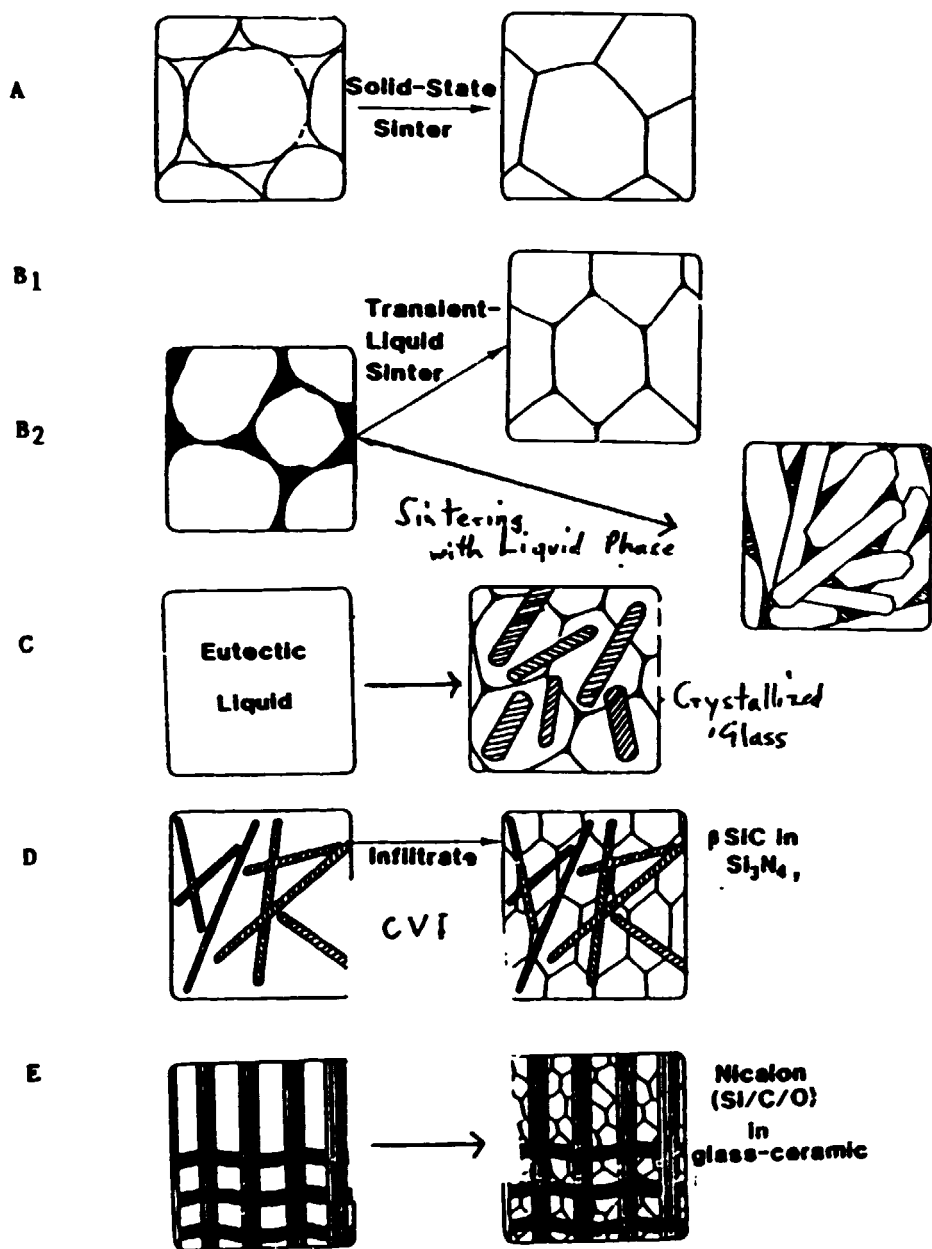 A
Solid-State
Sinter
B1
Transient-
Liquid
Sinter
B2
Sintering
with Liquid Phase
C
Eutectic
Liquid
Crystallized
Glass
D
Infiltrate
CVI
βSiC in
Si₃N₄,
E
Nicalon
(Si/C/O)
in
glass-ceramic